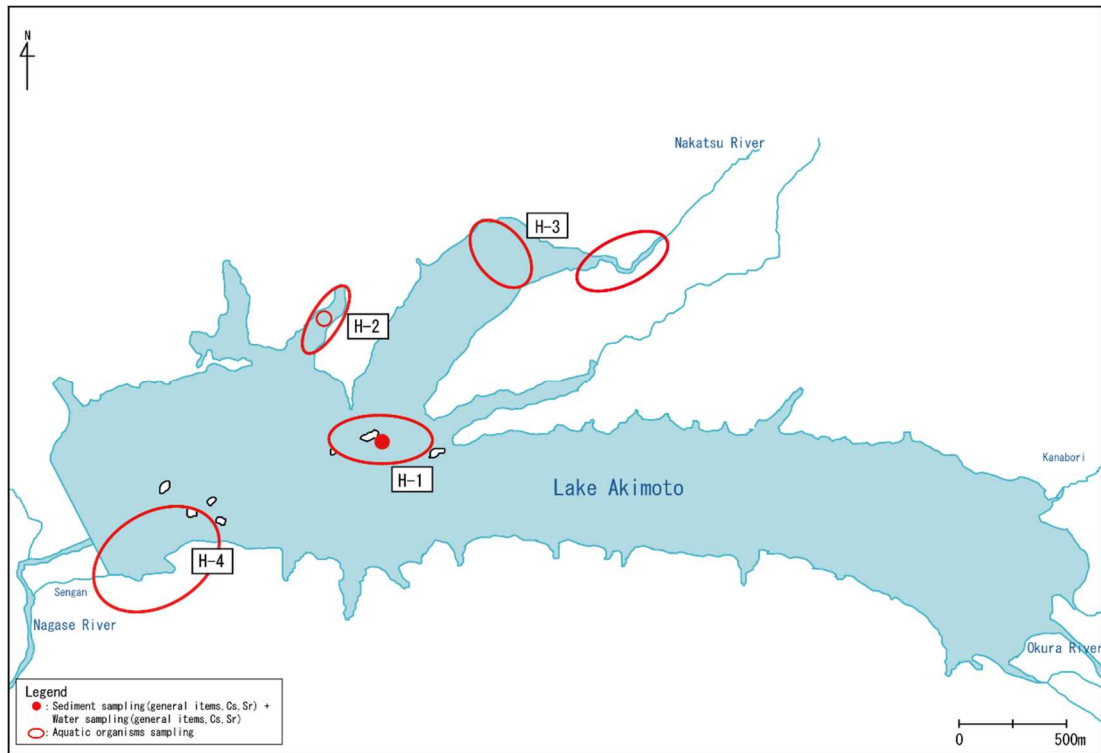 N
Nakatsu River
H-3
H-2
H-1
Lake Akimoto
Kanabori
H-4
Sengan
Nagase River
Okura River
Legend
: Sediment sampling(general items,Cs,Sr) +
Water sampling(general items,Cs,Sr)
: Aquatic organisms sampling
0 500m